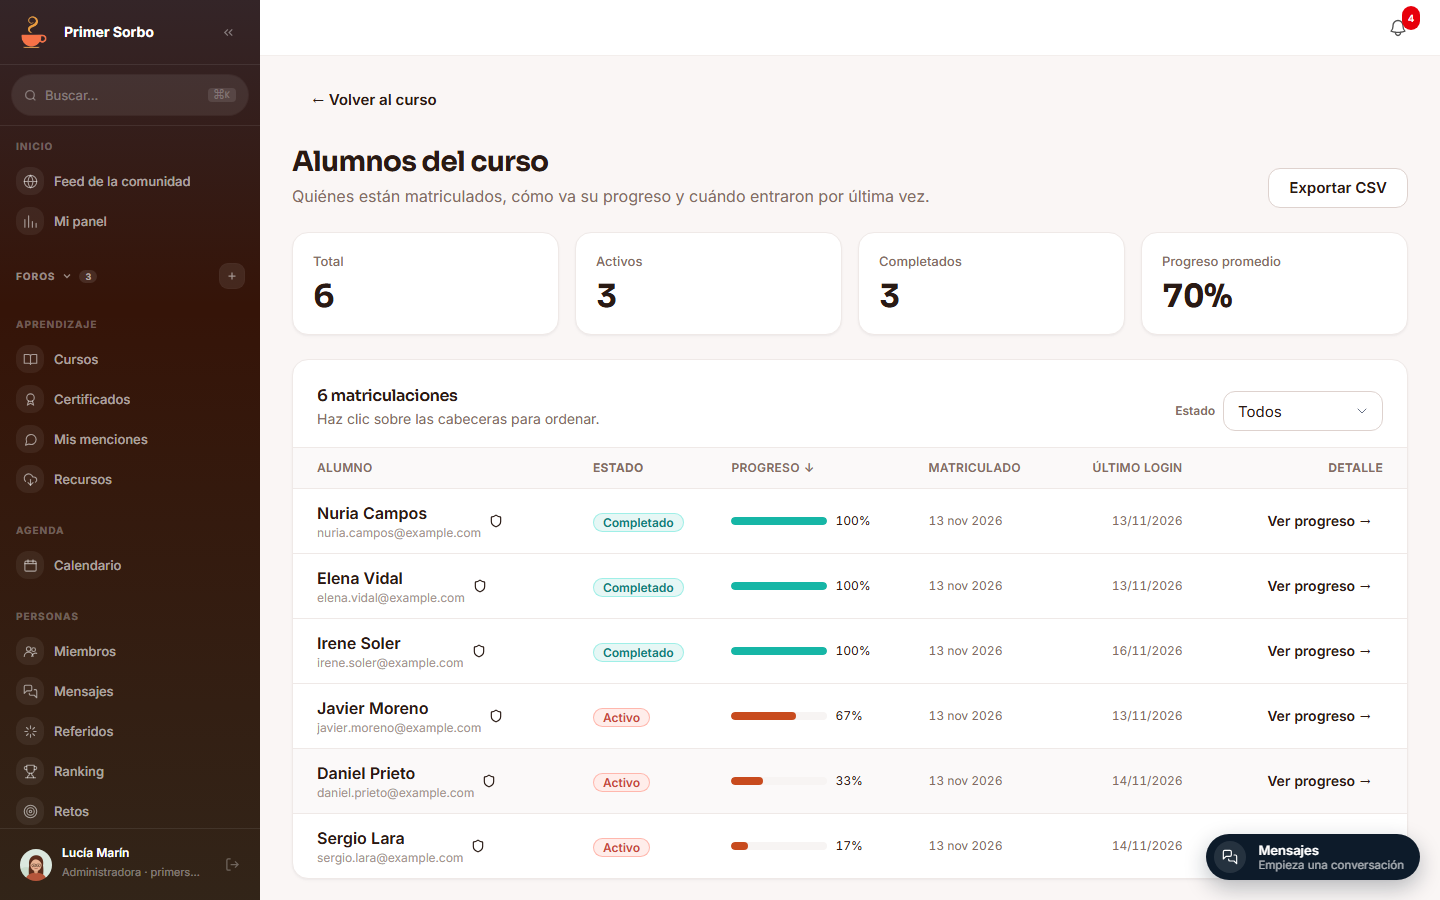 Primer Sorbo
«
Buscar...
⌘K
INICIO
Feed de la comunidad
Mi panel
FOROS
3
+
APRENDIZAJE
Cursos
Certificados
Mis menciones
Recursos
AGENDA
Calendario
PERSONAS
Miembros
Mensajes
Referidos
Ranking
Retos
Lucía Marín
Administradora · primers...
4
← Volver al curso
Alumnos del curso
Quiénes están matriculados, cómo va su progreso y cuándo entraron por última vez.
Exportar CSV
Total
6
Activos
3
Completados
3
Progreso promedio
70%
6 matriculaciones
Haz clic sobre las cabeceras para ordenar.
Estado
Todos
ALUMNO ESTADO PROGRESO ↓ MATRICULADO ÚLTIMO LOGIN DETALLE
Nuria Campos
nuria.campos@example.com
Completado 100% 13 nov 2026 13/11/2026 Ver progreso →
Elena Vidal
elena.vidal@example.com
Completado 100% 13 nov 2026 13/11/2026 Ver progreso →
Irene Soler
irene.soler@example.com
Completado 100% 13 nov 2026 16/11/2026 Ver progreso →
Javier Moreno
javier.moreno@example.com
Activo 67% 13 nov 2026 13/11/2026 Ver progreso →
Daniel Prieto
daniel.prieto@example.com
Activo 33% 13 nov 2026 14/11/2026 Ver progreso →
Sergio Lara
sergio.lara@example.com
Activo 17% 13 nov 2026 14/11/2026
Mensajes
Empieza una conversación